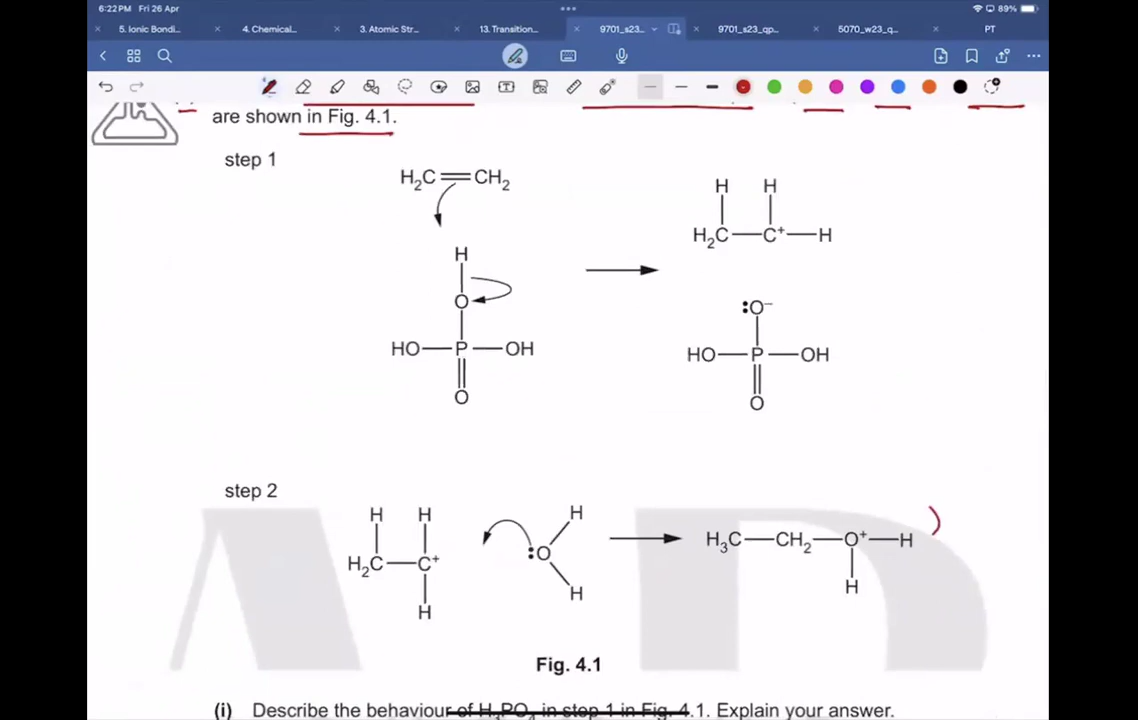 6:22 PM Fri 26 Apr
89%
5. Ionic Bondi...
4. Chemical...
3. Atomic Str...
13. Transition...
9701_s23...
9701_s23_qp...
5070_w23_q...
PT
are shown in Fig. 4.1.
step 1
H₂C CH₂
H
O
HO P OH
O
H H
H₂C C⁺ H
:O⁻
HO P OH
O
step 2
H H
H₂C C⁺
H
H
:O
H
H₃C CH₂ O⁺ H
H
Fig. 4.1
(i) Describe the behaviour of H₃PO₄ in step 1 in Fig. 4.1. Explain your answer.